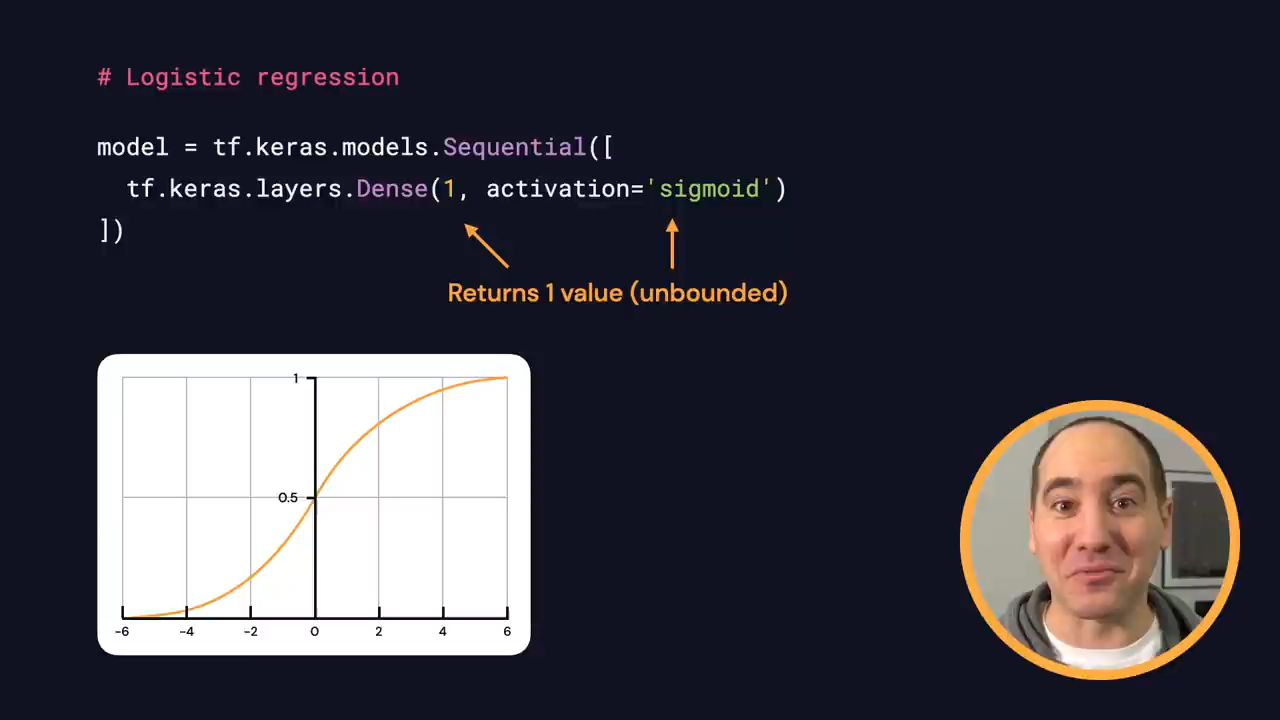 # Logistic regression
model = tf.keras.models.Sequential([
  tf.keras.layers.Dense(1, activation='sigmoid')
])
Returns 1 value (unbounded)
1
0.5
-6 -4 -2 0 2 4 6